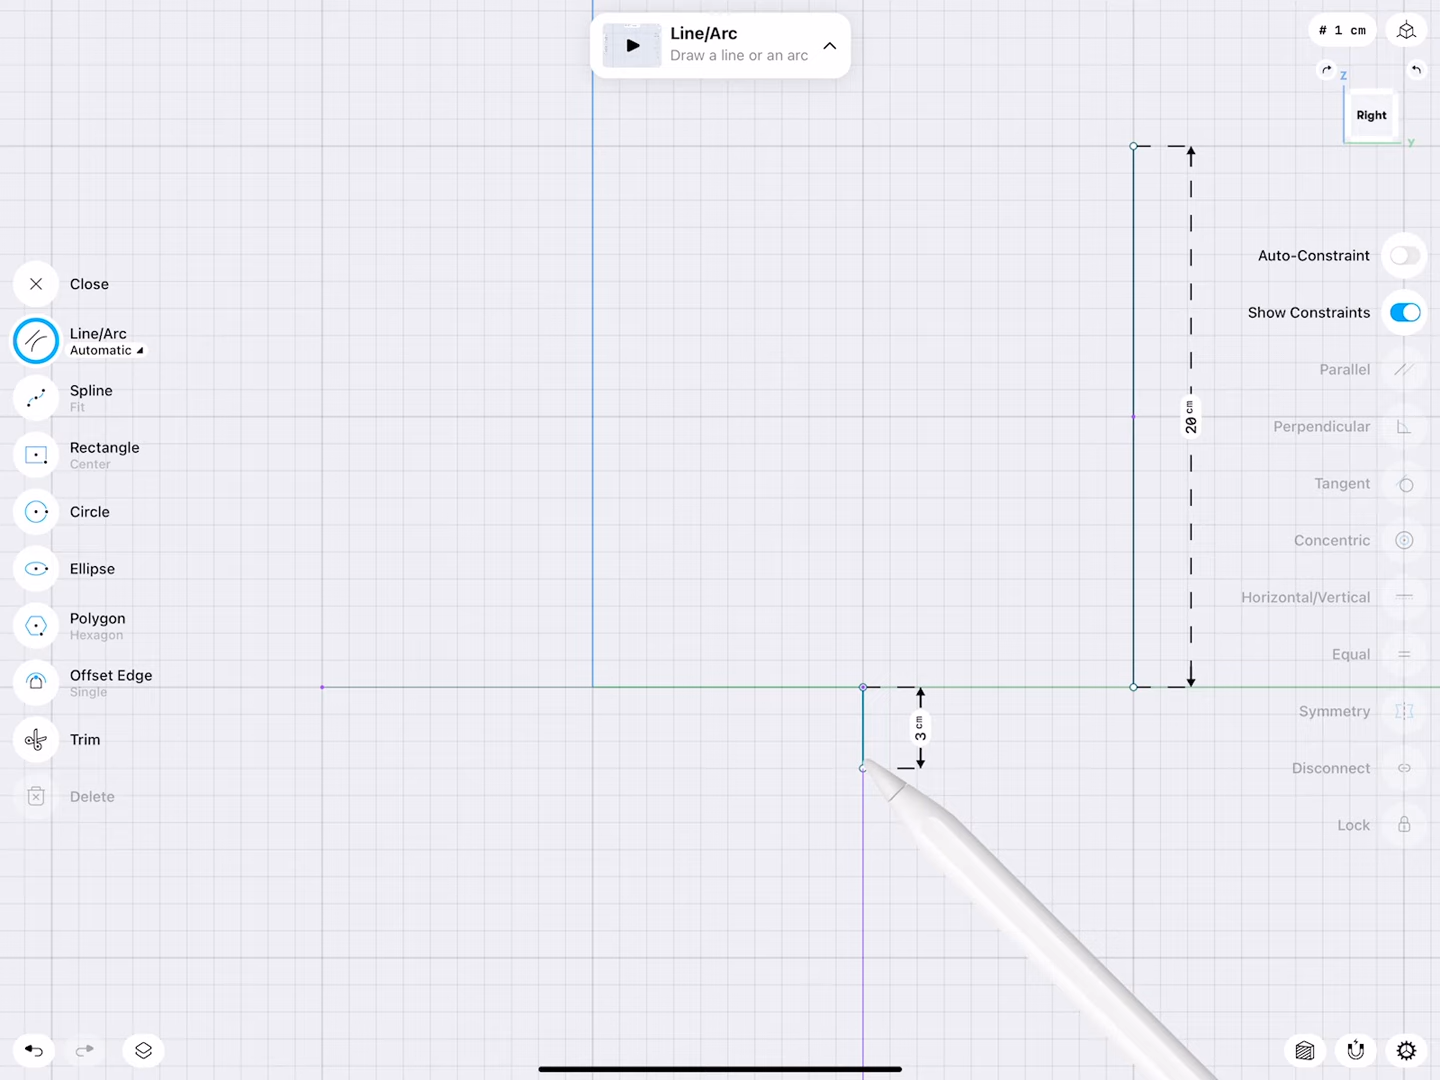 Line/Arc
Draw a line or an arc
# 1 cm
Z
Right
Y
Close
Line/Arc
Automatic
Spline
Fit
Rectangle
Center
Circle
Ellipse
Polygon
Hexagon
Offset Edge
Single
Trim
Delete
20 cm
3 cm
Auto-Constraint
Show Constraints
Parallel
Perpendicular
Tangent
Concentric
Horizontal/Vertical
Equal
Symmetry
Disconnect
Lock